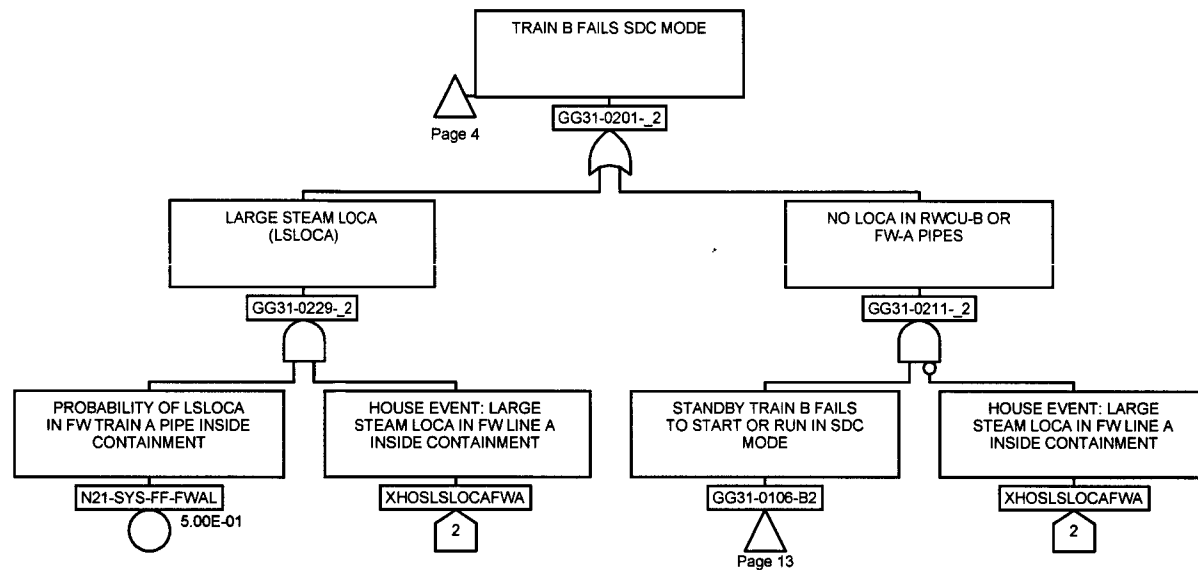 TRAIN B FAILS SDC MODE
Page 4
GG31-0201-_2
LARGE STEAM LOCA
(LSLOCA)
GG31-0229-_2
NO LOCA IN RWCU-B OR
FW-A PIPES
GG31-0211-_2
PROBABILITY OF LSLOCA
IN FW TRAIN A PIPE INSIDE
CONTAINMENT
N21-SYS-FF-FWAL
5.00E-01
HOUSE EVENT: LARGE
STEAM LOCA IN FW LINE A
INSIDE CONTAINMENT
XHOSLSLOCAFWA
2
STANDBY TRAIN B FAILS
TO START OR RUN IN SDC
MODE
GG31-0106-B2
Page 13
HOUSE EVENT: LARGE
STEAM LOCA IN FW LINE A
INSIDE CONTAINMENT
XHOSLSLOCAFWA
2